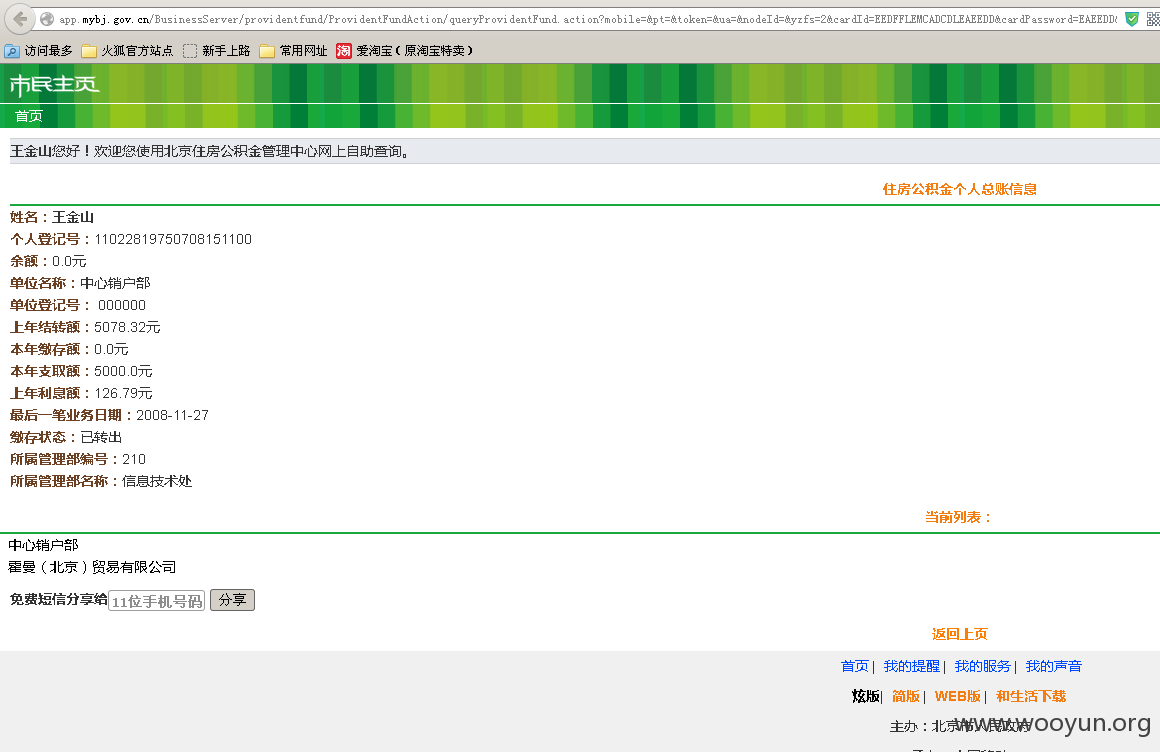 app.mybj.gov.cn/BusinessServer/providentfund/ProvidentFundAction/queryProvidentFund.action?mobile=&pt=&token=&ua=&nodeId=&yzfs=2&cardId=EEDFFLEMCADCDLEAEEDD&cardPassword=EAEEDD&
访问最多 火狐官方站点 新手上路 常用网址 淘 爱淘宝（原淘宝特卖）
市民主页
首页
王金山您好！欢迎您使用北京住房公积金管理中心网上自助查询。
住房公积金个人总账信息
姓名：王金山
个人登记号：11022819750708151100
余额：0.0元
单位名称：中心销户部
单位登记号： 000000
上年结转额：5078.32元
本年缴存额：0.0元
本年支取额：5000.0元
上年利息额：126.79元
最后一笔业务日期：2008-11-27
缴存状态：已转出
所属管理部编号：210
所属管理部名称：信息技术处
当前列表：
中心销户部
霍曼（北京）贸易有限公司
免费短信分享给 11位手机号码 分享
返回上页
首页| 我的提醒| 我的服务| 我的声音
炫版| 简版| WEB版| 和生活下载
主办：北京市人民政府
www.wooyun.org